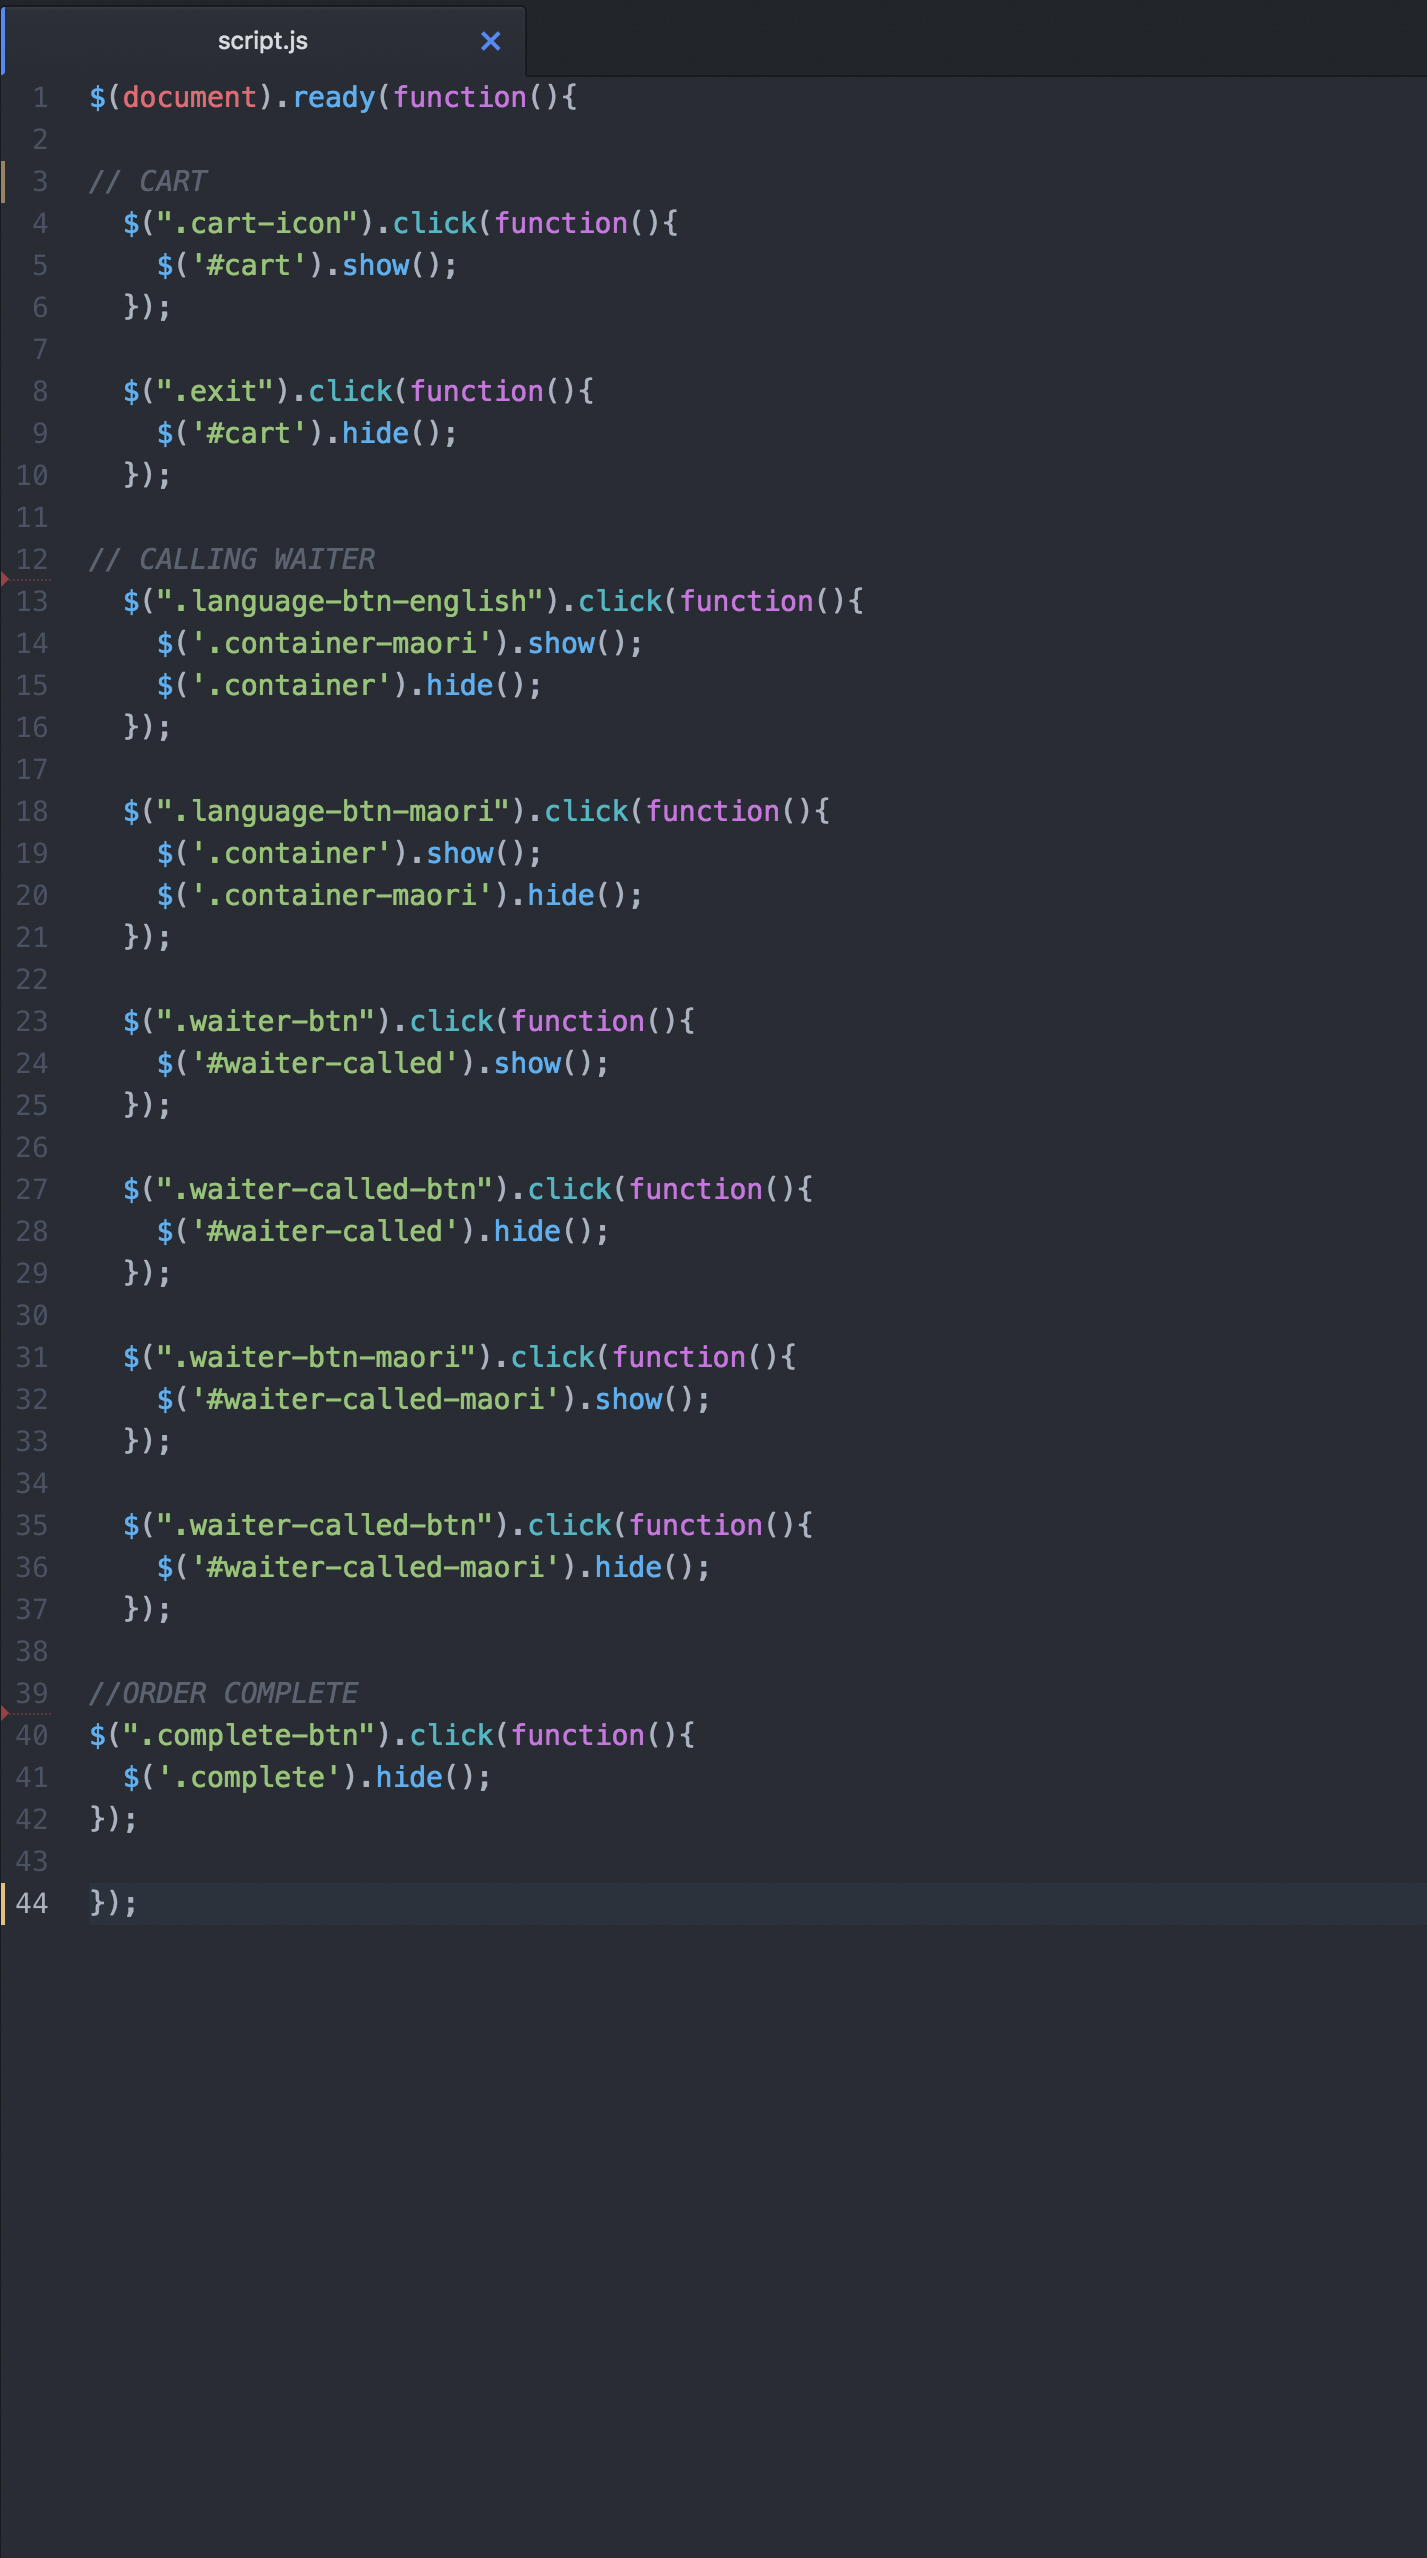 script.js
1 $(document).ready(function(){
2
3 // CART
4   $(".cart-icon").click(function(){
5     $('#cart').show();
6   });
7
8   $(".exit").click(function(){
9     $('#cart').hide();
10   });
11
12 // CALLING WAITER
13   $(".language-btn-english").click(function(){
14     $('.container-maori').show();
15     $('.container').hide();
16   });
17
18   $(".language-btn-maori").click(function(){
19     $('.container').show();
20     $('.container-maori').hide();
21   });
22
23   $(".waiter-btn").click(function(){
24     $('#waiter-called').show();
25   });
26
27   $(".waiter-called-btn").click(function(){
28     $('#waiter-called').hide();
29   });
30
31   $(".waiter-btn-maori").click(function(){
32     $('#waiter-called-maori').show();
33   });
34
35   $(".waiter-called-btn").click(function(){
36     $('#waiter-called-maori').hide();
37   });
38
39 //ORDER COMPLETE
40 $(".complete-btn").click(function(){
41   $('.complete').hide();
42 });
43
44 });